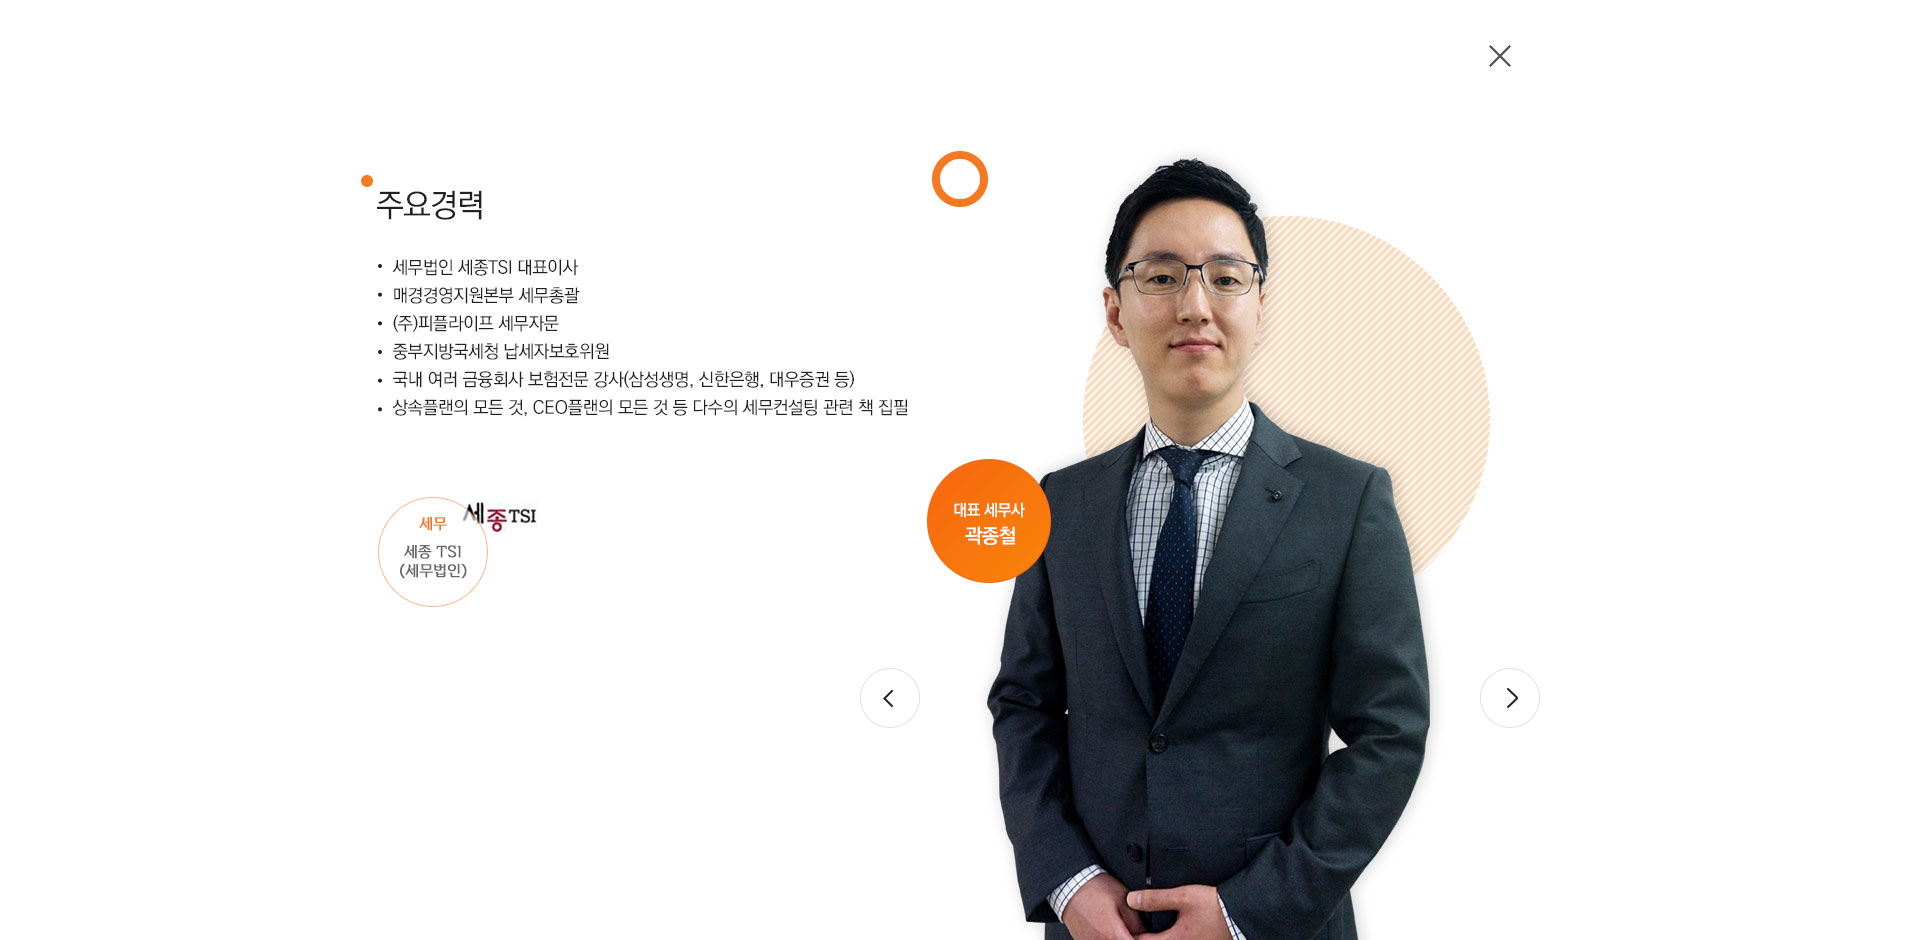 주요경력
• 세무법인 세종TSI 대표이사
• 매경경영지원본부 세무총괄
• (주)피플라이프 세무자문
• 중부지방국세청 납세자보호위원
• 국내 여러 금융회사 보험전문 강사(삼성생명, 신한은행, 대우증권 등)
• 상속플랜의 모든 것, CEO플랜의 모든 것 등 다수의 세무컨설팅 관련 책 집필
세무
세종 TSI
(세무법인)
세종TSI
대표 세무사
곽종철